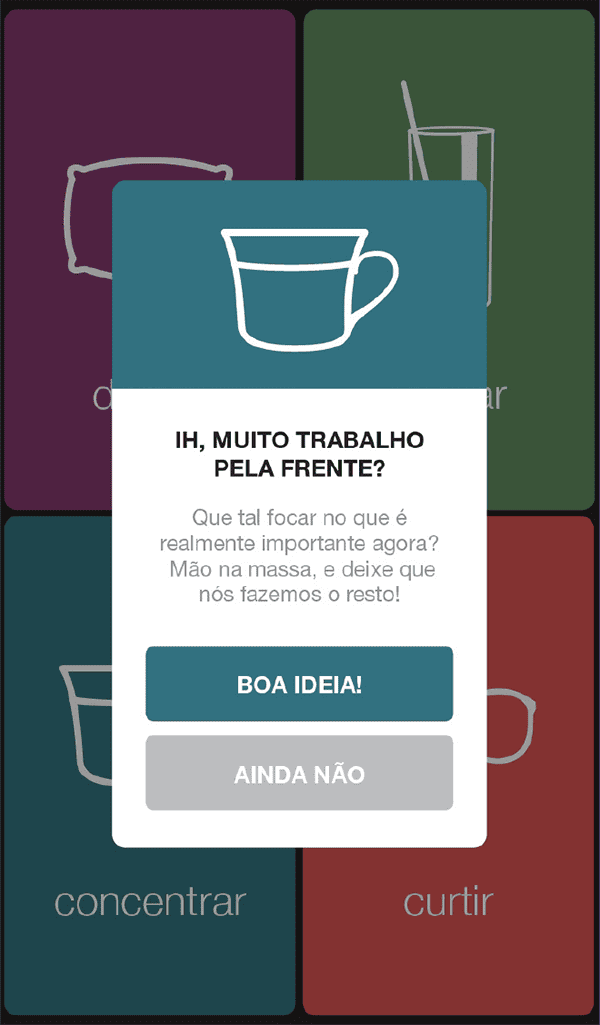 IH, MUITO TRABALHO
PELA FRENTE?
Que tal focar no que é
realmente importante agora?
Mão na massa, e deixe que
nós fazemos o resto!
BOA IDEIA!
AINDA NÃO
concentrar
curtir